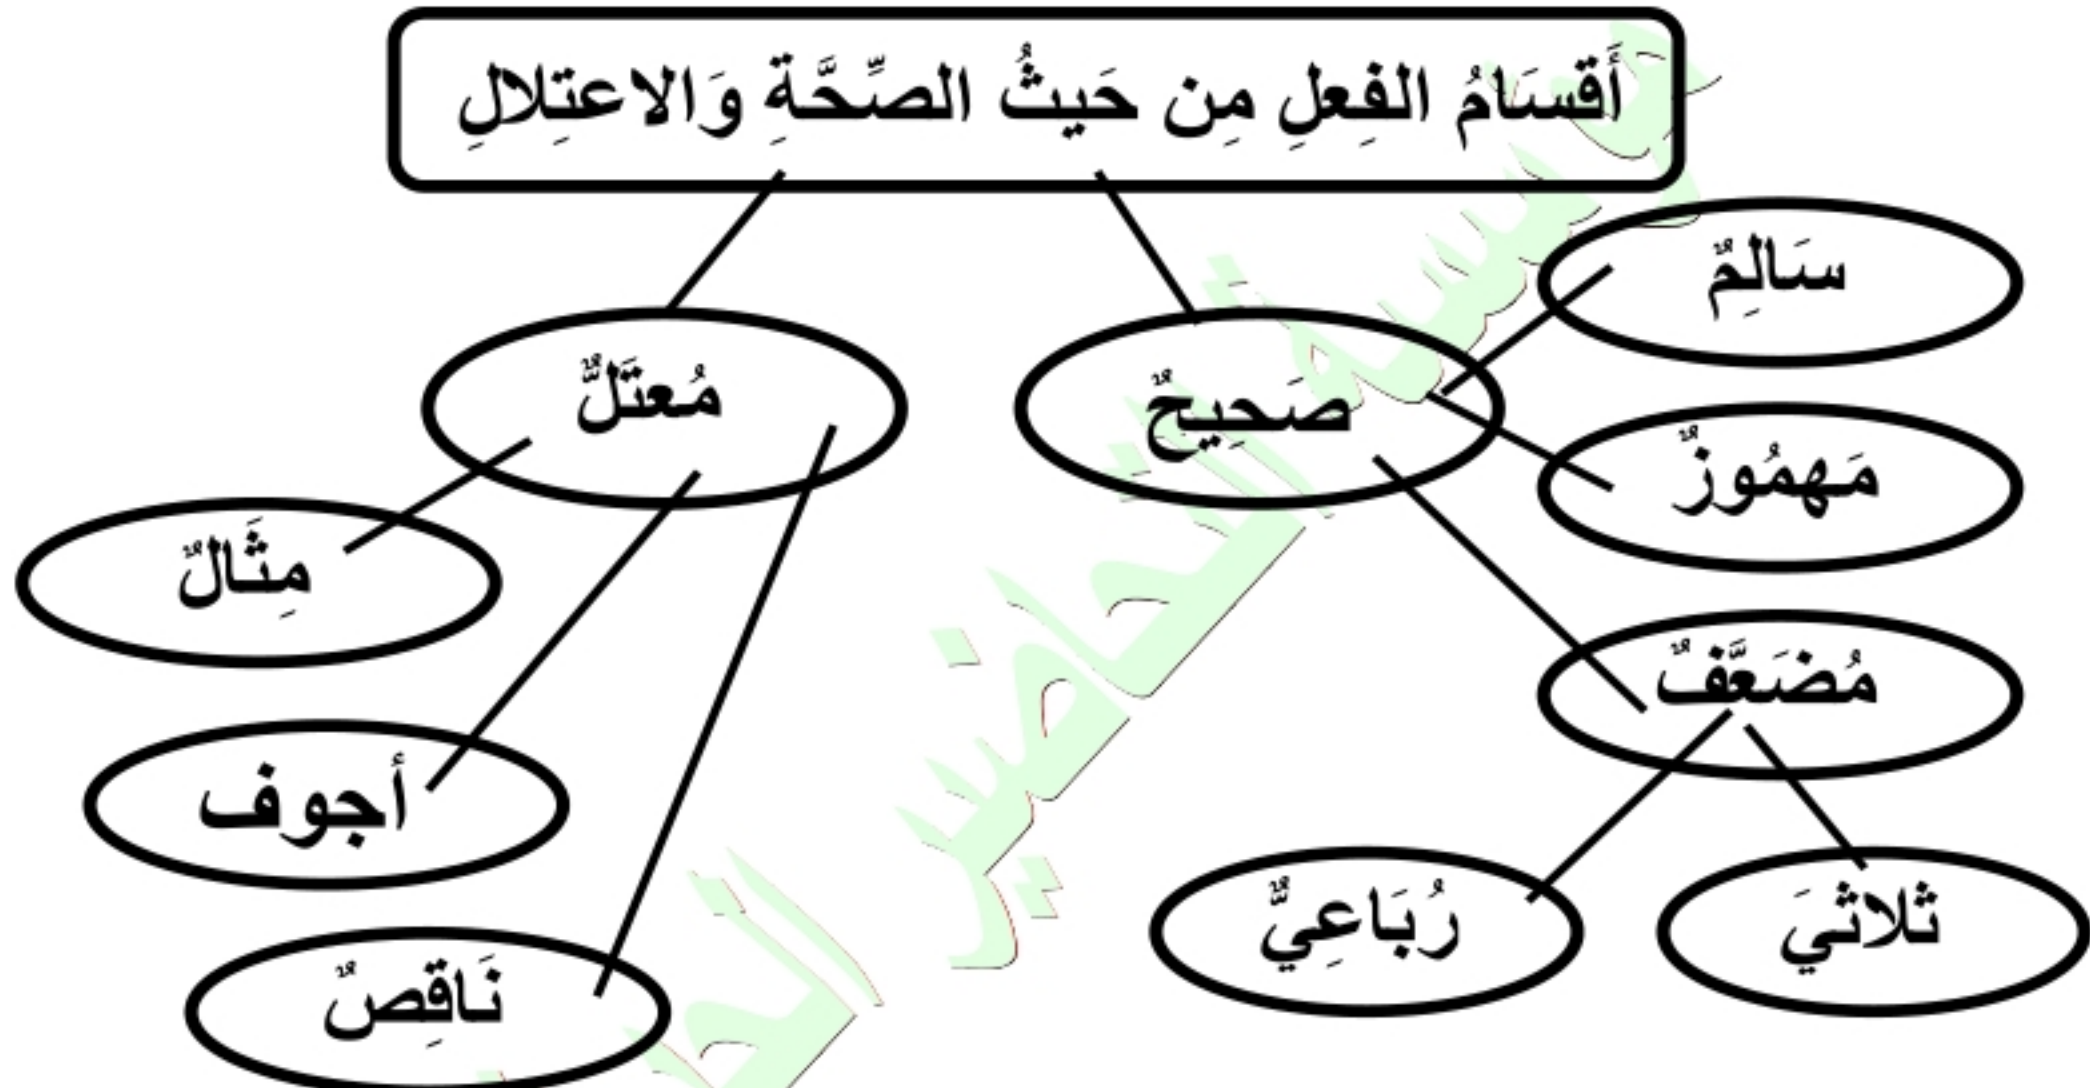 أَقسَامُ الفِعلِ مِن حَيثُ الصِّحَّةِ وَالاعتِلالِ
صَحِيحٌ
مُعتَلٌّ
سَالِمٌ
مَهمُوزٌ
مُضَعَّفٌ
ثلاثيَ
رُبَاعِيٌّ
مِثَالٌ
أجوف
نَاقِصٌ